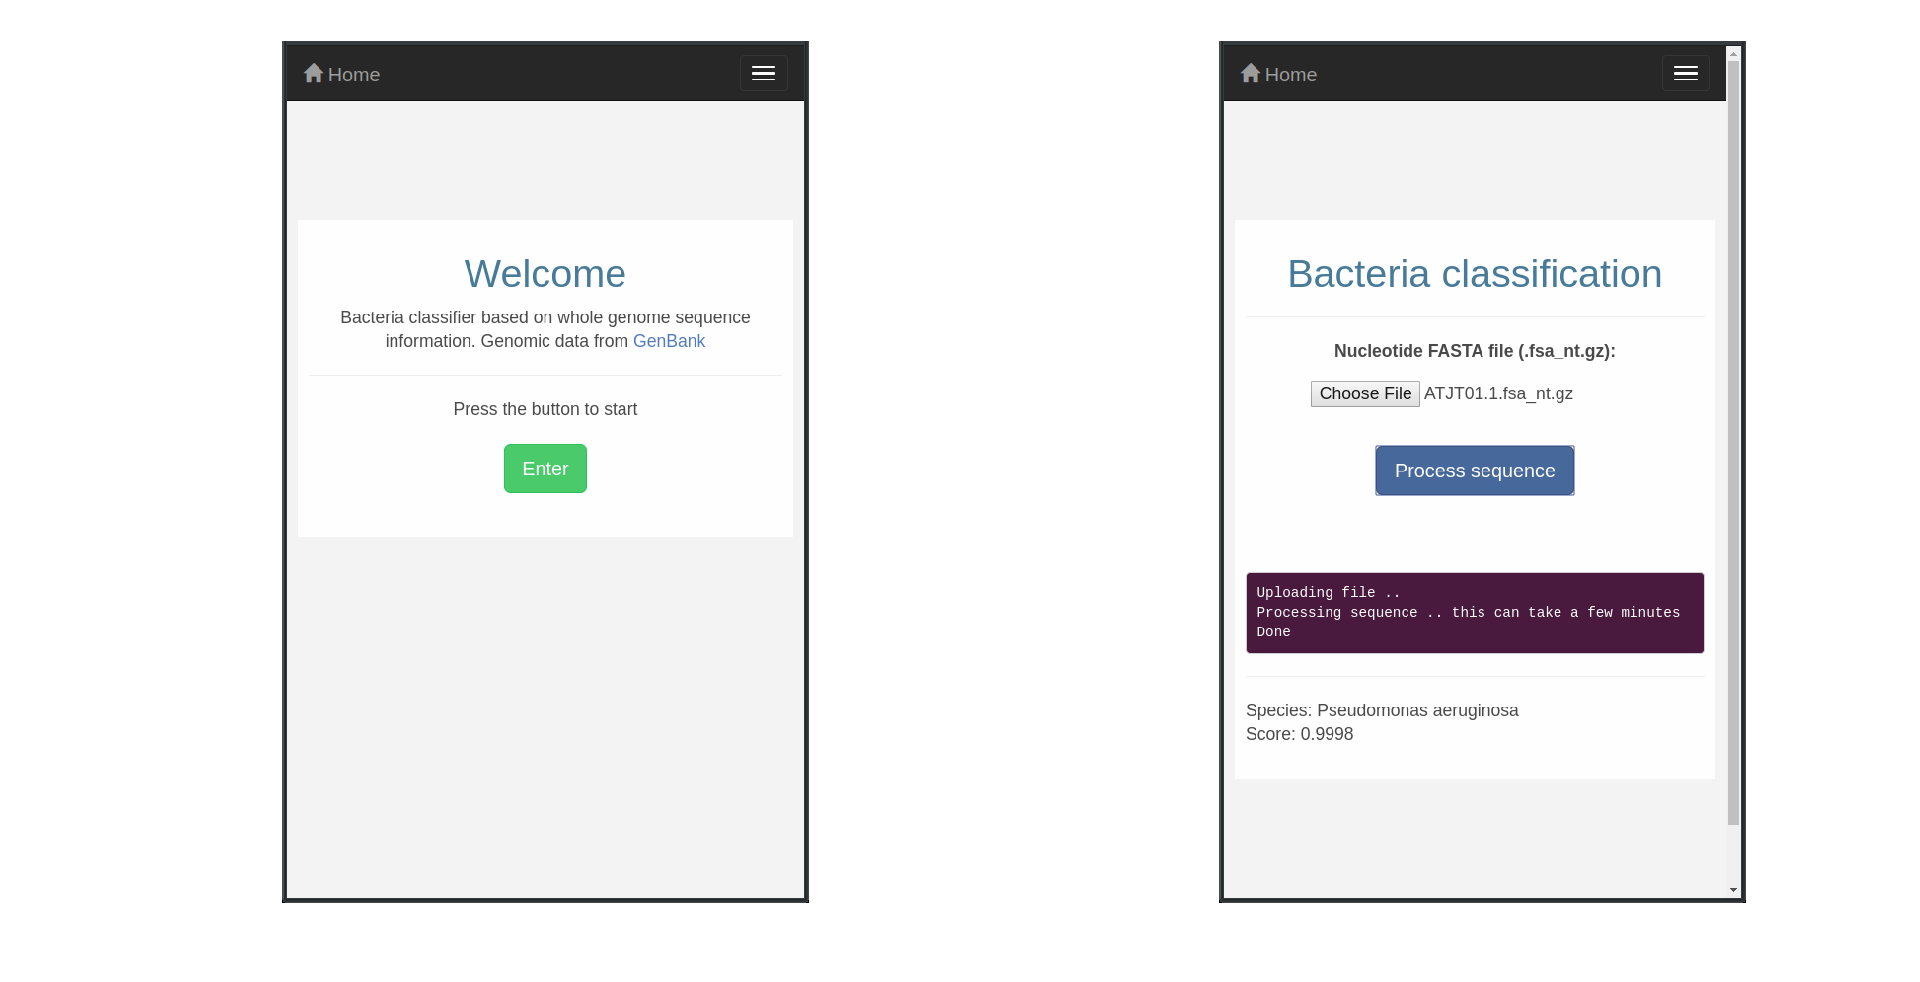 Home
Welcome
Bacteria classifier based on whole genome sequence
information. Genomic data from GenBank
Press the button to start
Enter
Home
Bacteria classification
Nucleotide FASTA file (.fsa_nt.gz):
Choose File ATJT01.1.fsa_nt.gz
Process sequence
Uploading file ..
Processing sequence .. this can take a few minutes
Done
Species: Pseudomonas aeruginosa
Score: 0.9998